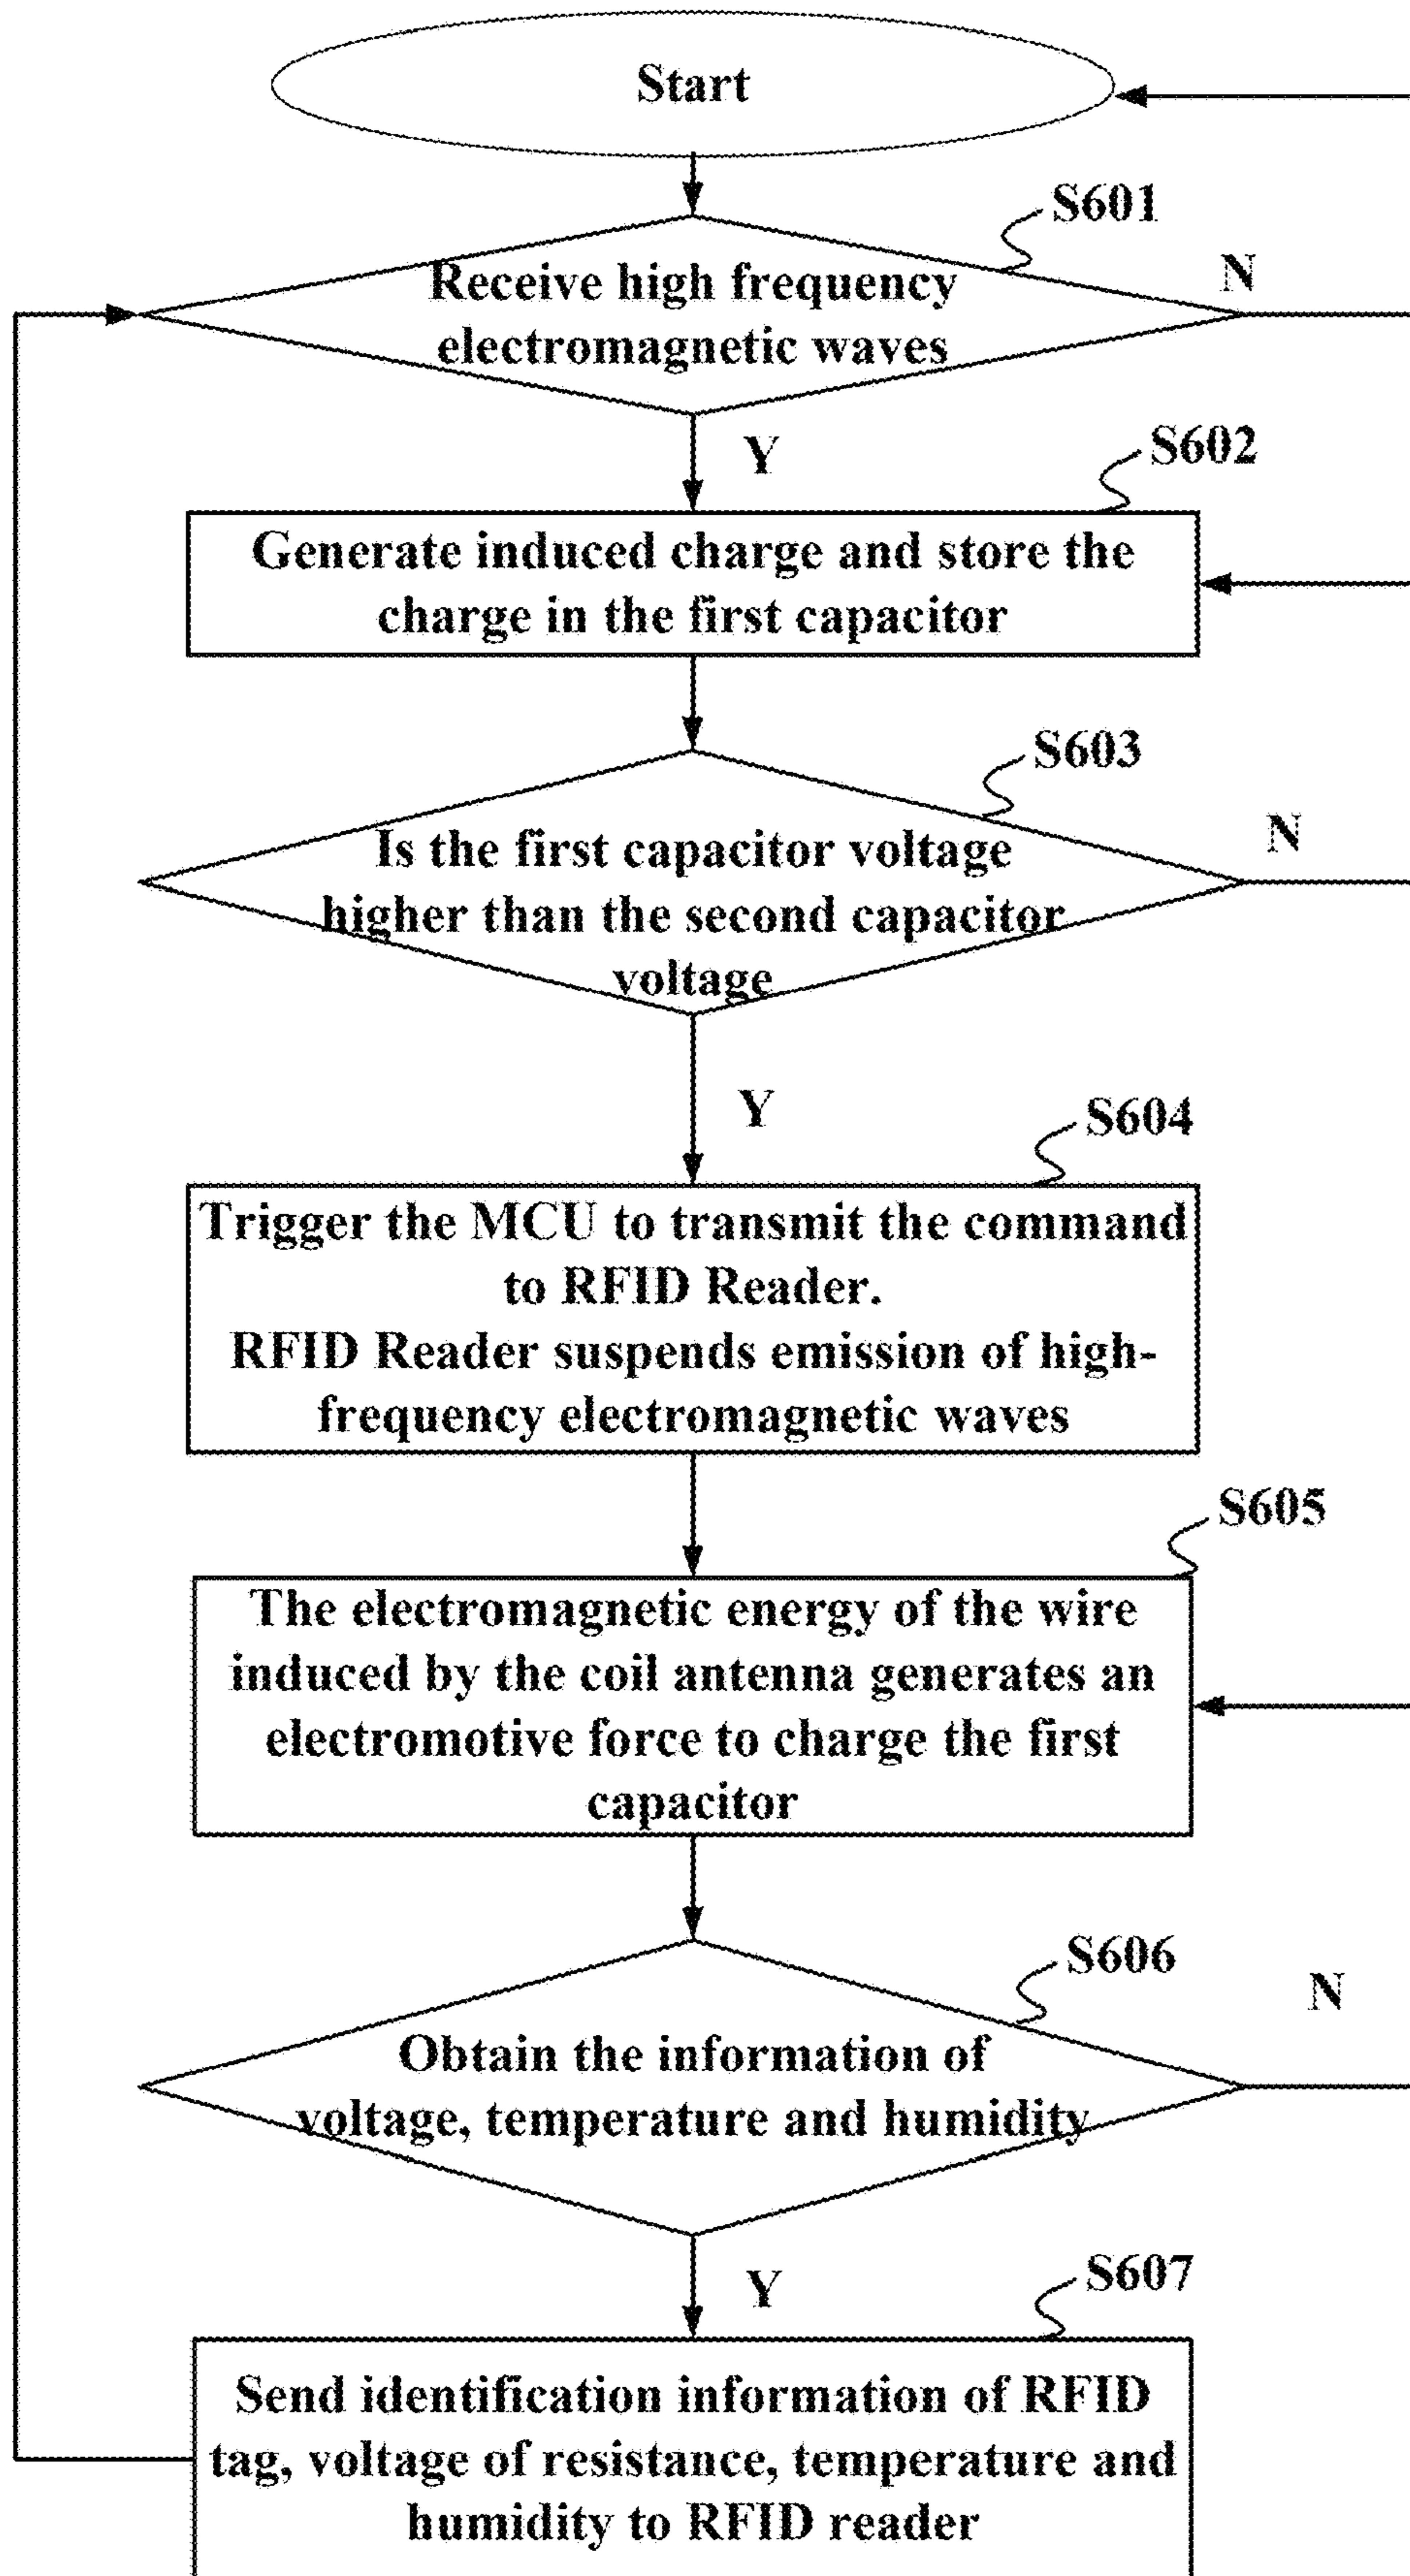 Start
S601
Receive high frequency
electromagnetic waves
N
Y
S602
Generate induced charge and store the
charge in the first capacitor
S603
Is the first capacitor voltage
higher than the second capacitor
voltage
N
Y
S604
Trigger the MCU to transmit the command
to RFID Reader.
RFID Reader suspends emission of high-
frequency electromagnetic waves
S605
The electromagnetic energy of the wire
induced by the coil antenna generates an
electromotive force to charge the first
capacitor
S606
Obtain the information of
voltage, temperature and humidity
N
Y
S607
Send identification information of RFID
tag, voltage of resistance, temperature and
humidity to RFID reader